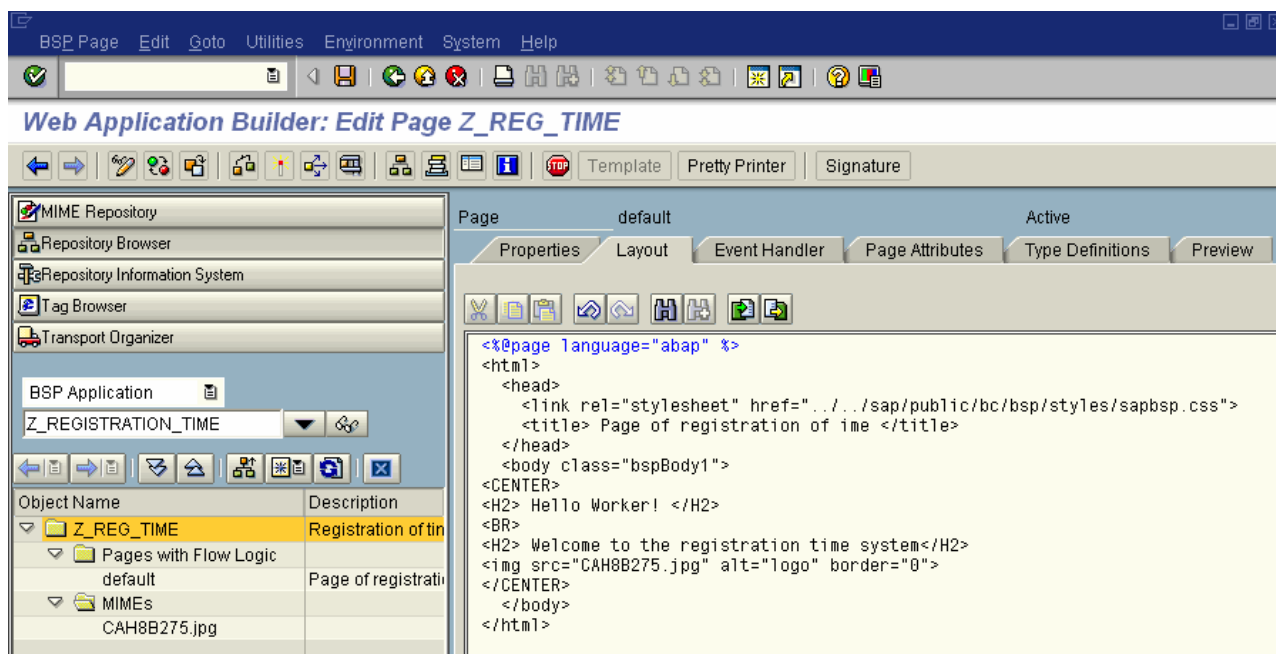 BSP Page Edit Goto Utilities Environment System Help
Web Application Builder: Edit Page Z_REG_TIME
Template Pretty Printer Signature
MIME Repository
Repository Browser
Repository Information System
Tag Browser
Transport Organizer
BSP Application
Z_REGISTRATION_TIME
Object Name Description
Z_REG_TIME Registration of tin
Pages with Flow Logic
default Page of registrati
MIMEs
CAH8B275.jpg
Page default Active
Properties Layout Event Handler Page Attributes Type Definitions Preview
<%@page language="abap" %>
<html>
<head>
<link rel="stylesheet" href="../../sap/public/bc/bsp/styles/sapbsp.css">
<title> Page of registration of ime </title>
</head>
<body class="bspBody1">
<CENTER>
<H2> Hello Worker! </H2>
<BR>
<H2> Welcome to the registration time system</H2>
<img src="CAH8B275.jpg" alt="logo" border="0">
</CENTER>
</body>
</html>